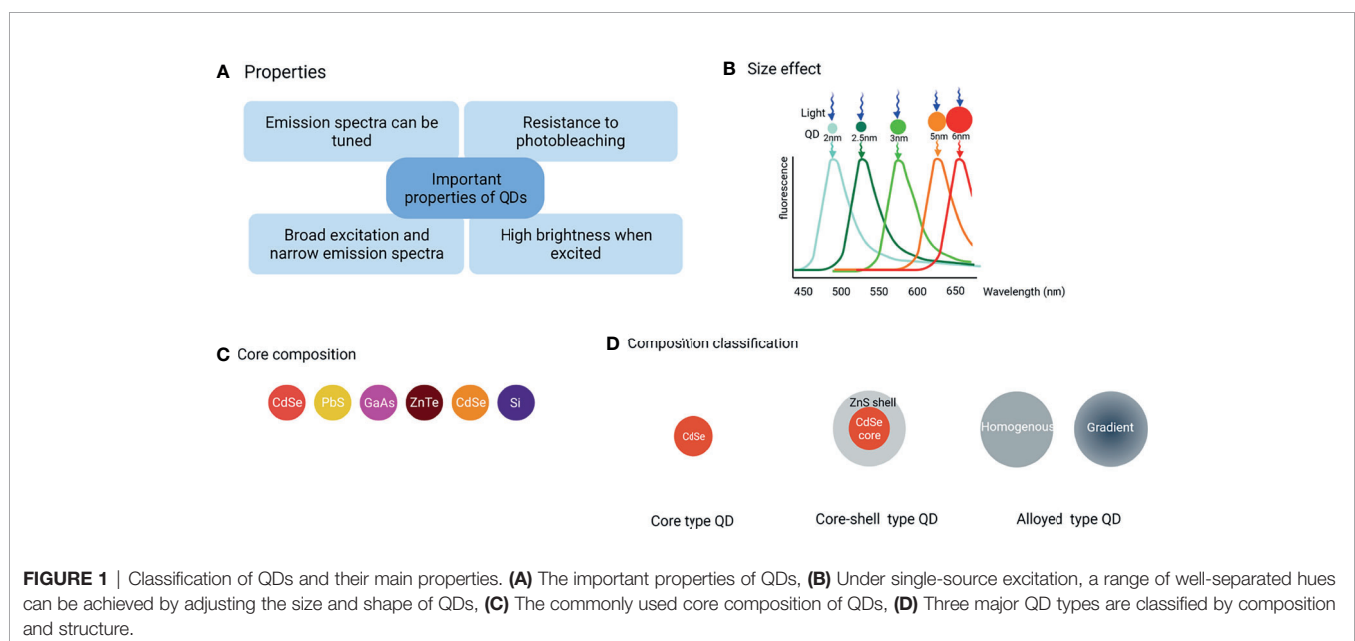 A Properties
Emission spectra can be
tuned
Resistance to
photobleaching
Important
properties of QDs
Broad excitation and
narrow emission spectra
High brightness when
excited
B Size effect
Light
QD
2nm 2.5nm 3nm 5nm 6nm
fluorescence
450 500 550 600 650 Wavelength (nm)
C Core composition
CdSe PbS GaAs ZnTe CdSe Si
D Composition classification
CdSe
ZnS shell
CdSe
core
Homogenous
Gradient
Core type QD
Core-shell type QD
Alloyed type QD
FIGURE 1 | Classification of QDs and their main properties. (A) The important properties of QDs, (B) Under single-source excitation, a range of well-separated hues
can be achieved by adjusting the size and shape of QDs, (C) The commonly used core composition of QDs, (D) Three major QD types are classified by composition
and structure.